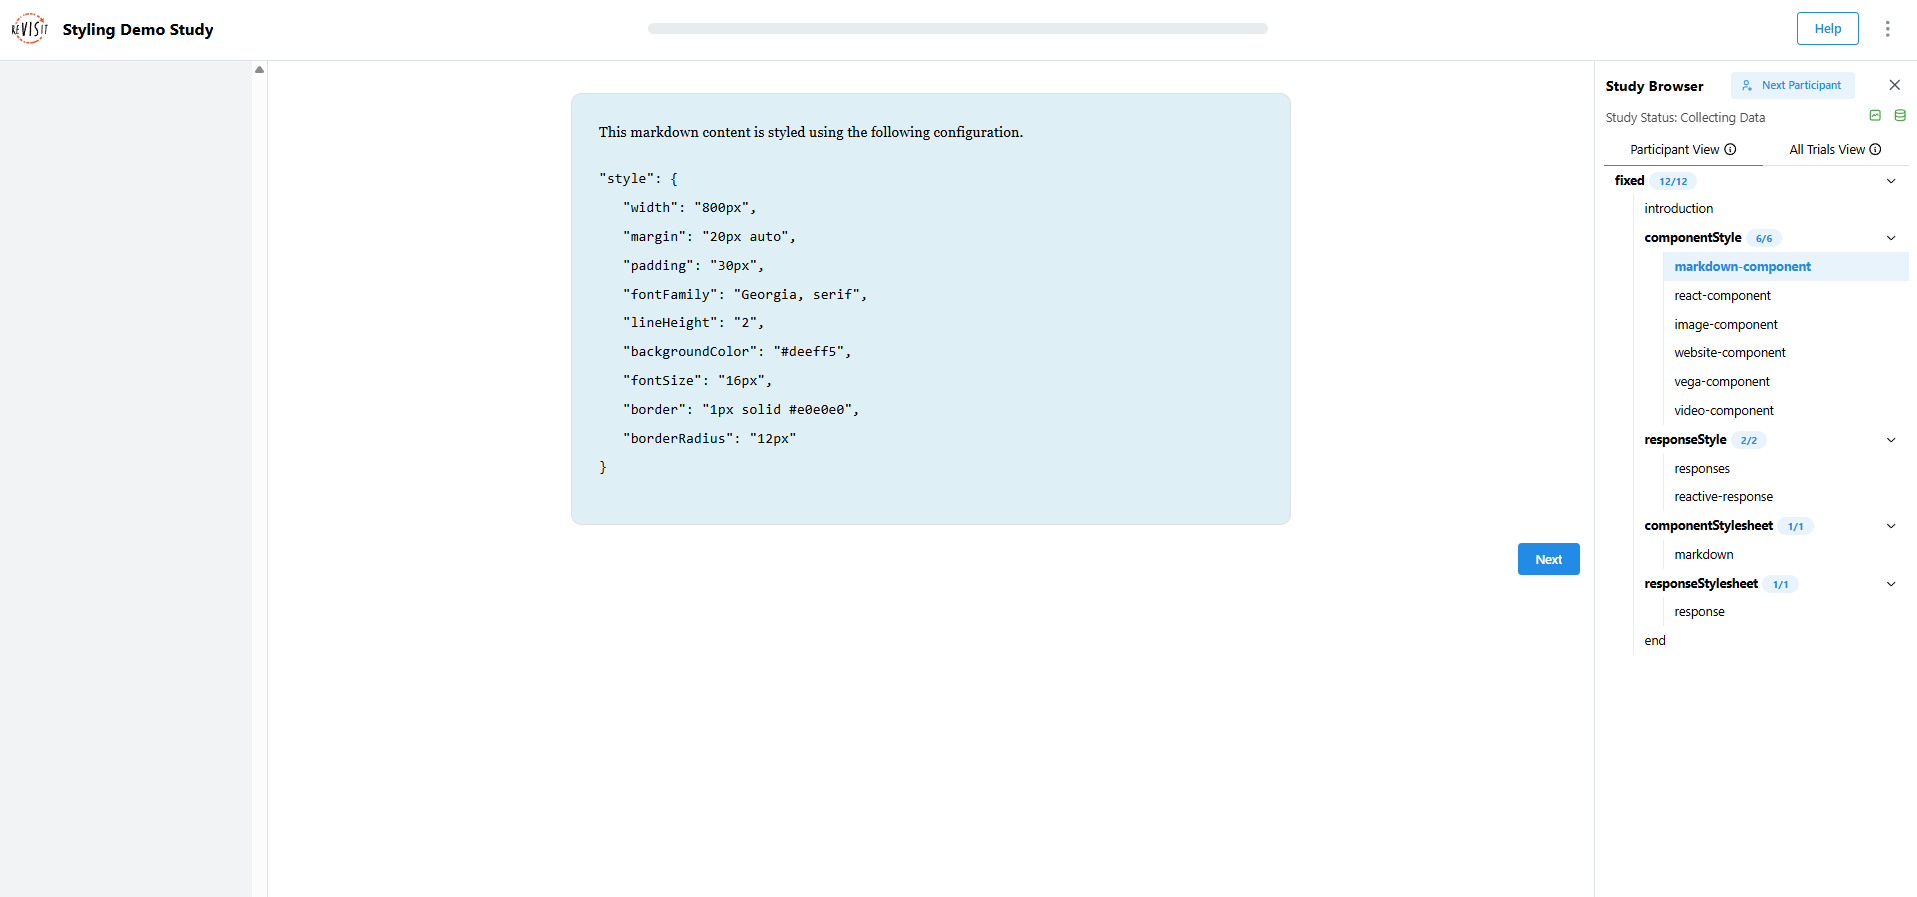 reVISit
Styling Demo Study
Help
This markdown content is styled using the following configuration.
"style": {
"width": "800px",
"margin": "20px auto",
"padding": "30px",
"fontFamily": "Georgia, serif",
"lineHeight": "2",
"backgroundColor": "#deeff5",
"fontSize": "16px",
"border": "1px solid #e0e0e0",
"borderRadius": "12px"
}
Next
Study Browser
Next Participant
Study Status: Collecting Data
Participant View
All Trials View
fixed 12/12
introduction
componentStyle 6/6
markdown-component
react-component
image-component
website-component
vega-component
video-component
responseStyle 2/2
responses
reactive-response
componentStylesheet 1/1
markdown
responseStylesheet 1/1
response
end